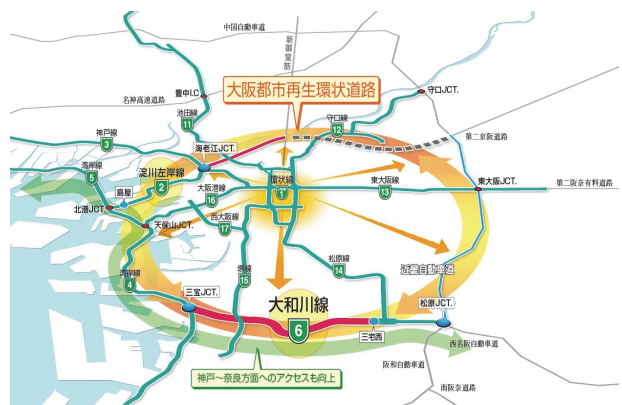 中国自動車道
新御堂筋
豊中I.C
大阪都市再生環状道路
守口JCT.
名神高速道路
池田線
11
守口線
12
神戸線
3
海老江JCT.
第二京阪道路
湾岸線
5
淀川左岸線
2
大阪港線
16
環状線
1
東大阪線
13
東大阪JCT.
第二阪奈有料道路
島屋
北港JCT.
天保山JCT.
西大阪線
17
湾岸線
4
堺線
15
松原線
14
近畿自動車道
三宝JCT.
大和川線
6
松原JCT.
三宅西
西名阪自動車道
阪和自動車道
神戸～奈良方面へのアクセスも向上
南阪奈道路